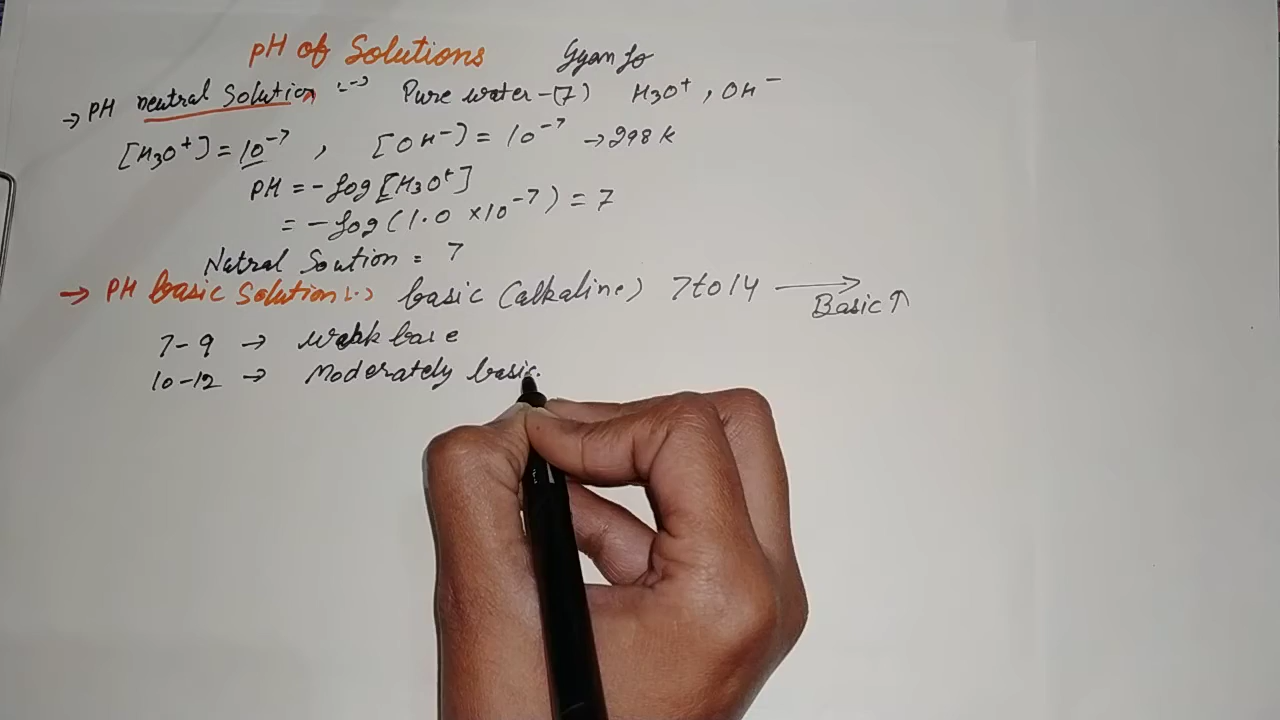 pH of Solutions Gyan Jo
→ PH neutral Solution :-> Pure water -(7) H3O⁺, OH⁻
[H3O⁺] = 10⁻⁷ , [OH⁻] = 10⁻⁷ → 298 K
PH = - log [H3O⁺]
= - log (1.0 × 10⁻⁷) = 7
Natral Soution = 7
→ PH basic Solution :-> basic (alkaline) 7 to 14 → Basic ↑
7 - 9 → base
10 - 12 → Moderately basic.